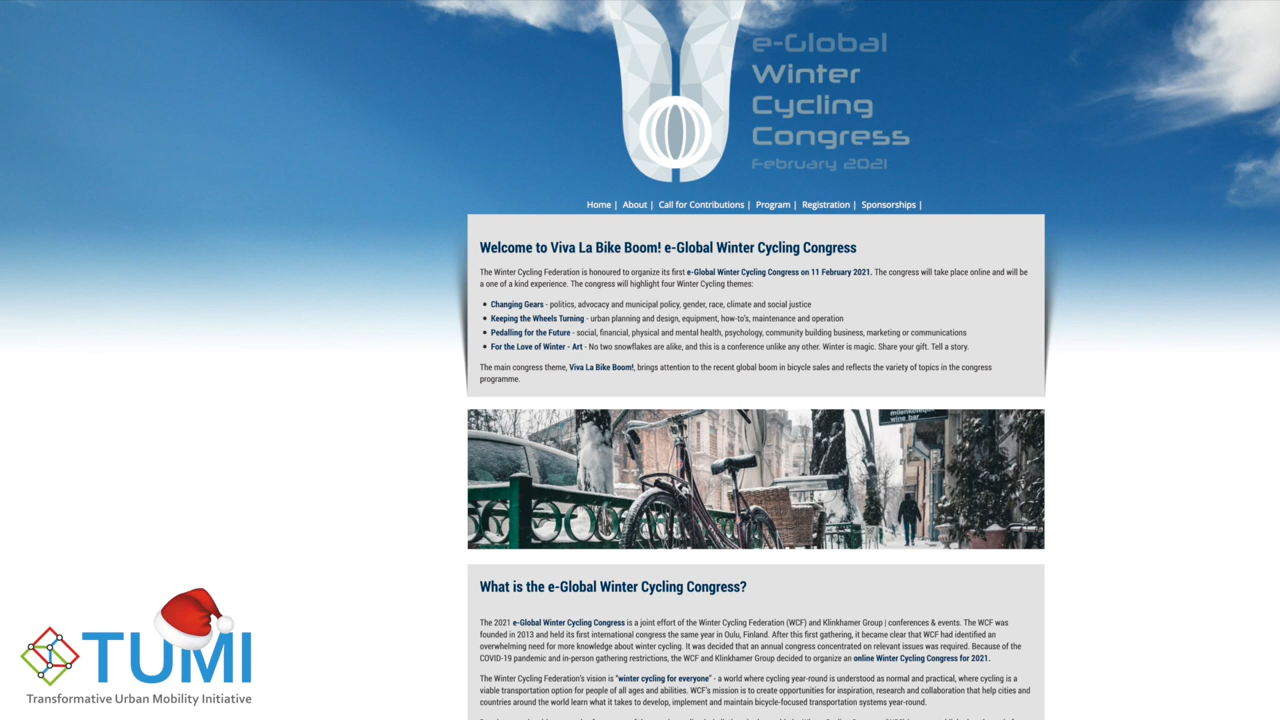 e-Global
Winter
Cycling
Congress
February 2021
Home | About | Call for Contributions | Program | Registration | Sponsorships |
Welcome to Viva La Bike Boom! e-Global Winter Cycling Congress
The Winter Cycling Federation is honoured to organize its first e-Global Winter Cycling Congress on 11 February 2021. The congress will take place online and will be
a one of a kind experience. The congress will highlight four Winter Cycling themes:
• Changing Gears - politics, advocacy and municipal policy, gender, race, climate and social justice
• Keeping the Wheels Turning - urban planning and design, equipment, how-to's, maintenance and operation
• Pedalling for the Future - social, financial, physical and mental health, psychology, community building business, marketing or communications
• For the Love of Winter - Art - No two snowflakes are alike, and this is a conference unlike any other. Winter is magic. Share your gift. Tell a story.
The main congress theme, Viva La Bike Boom!, brings attention to the recent global boom in bicycle sales and reflects the variety of topics in the congress
programme.
wine bar
What is the e-Global Winter Cycling Congress?
The 2021 e-Global Winter Cycling Congress is a joint effort of the Winter Cycling Federation (WCF) and Klinkhamer Group | conferences & events. The WCF was
founded in 2013 and held its first international congress the same year in Oulu, Finland. After this first gathering, it became clear that WCF had identified an
overwhelming need for more knowledge about winter cycling. It was decided that an annual congress concentrated on relevant issues was required. Because of the
COVID-19 pandemic and in-person gathering restrictions, the WCF and Klinkhamer Group decided to organize an online Winter Cycling Congress for 2021.
The Winter Cycling Federation's vision is "winter cycling for everyone" - a world where cycling year-round is understood as normal and practical, where cycling is a
viable transportation option for people of all ages and abilities. WCF's mission is to create opportunities for inspiration, research and collaboration that help cities and
countries around the world learn what it takes to develop, implement and maintain bicycle-focused transportation systems year-round.
TUMI
Transformative Urban Mobility Initiative